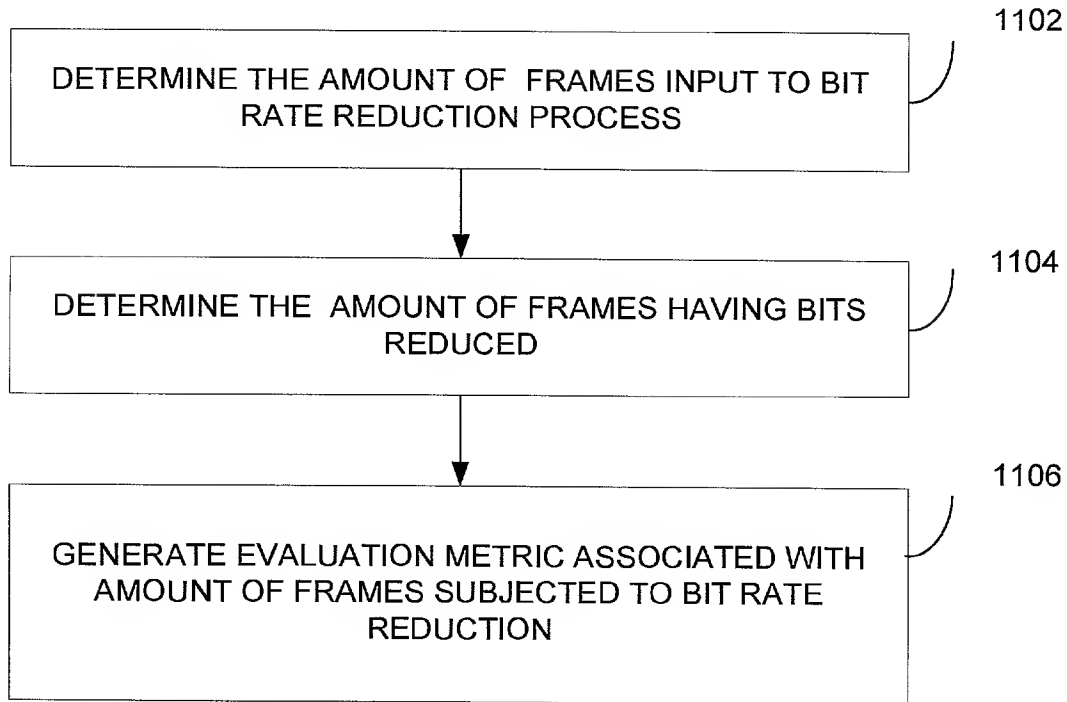 1102
DETERMINE THE AMOUNT OF FRAMES INPUT TO BIT
RATE REDUCTION PROCESS
1104
DETERMINE THE AMOUNT OF FRAMES HAVING BITS
REDUCED
1106
GENERATE EVALUATION METRIC ASSOCIATED WITH
AMOUNT OF FRAMES SUBJECTED TO BIT RATE
REDUCTION